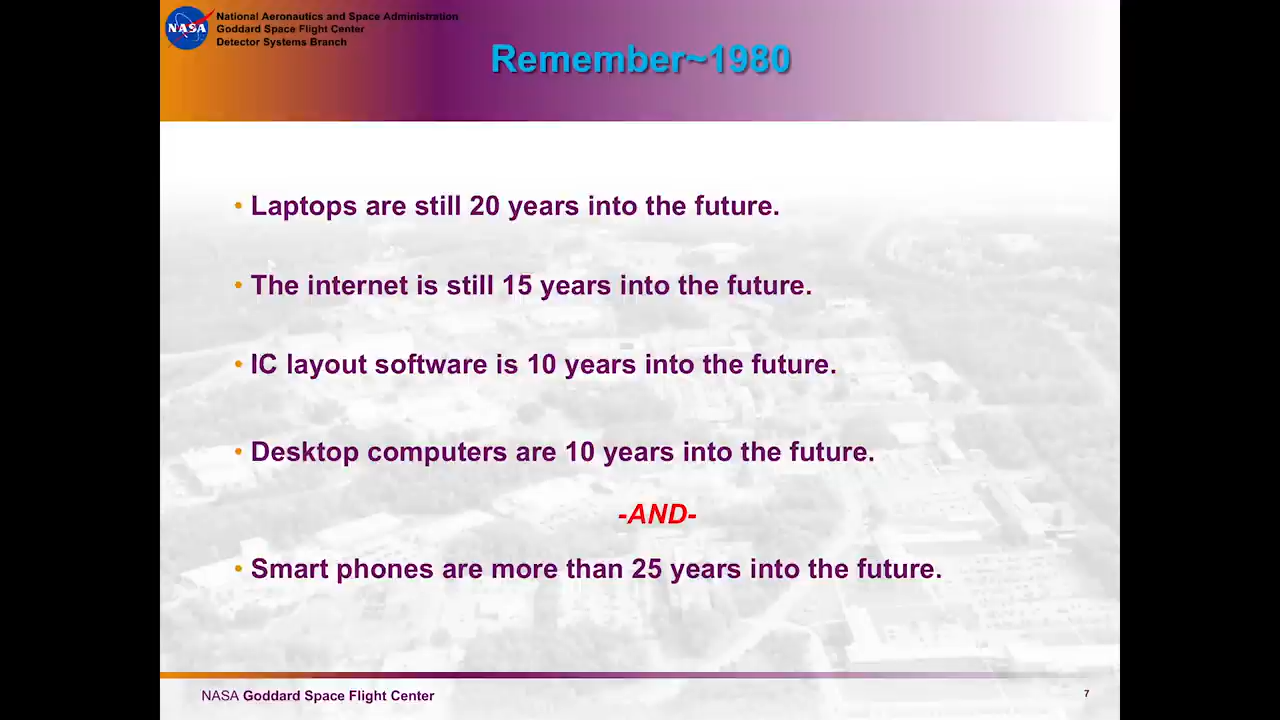 NASA
National Aeronautics and Space Administration
Goddard Space Flight Center
Detector Systems Branch
Remember~1980
• Laptops are still 20 years into the future.
• The internet is still 15 years into the future.
• IC layout software is 10 years into the future.
• Desktop computers are 10 years into the future.
-AND-
• Smart phones are more than 25 years into the future.
NASA Goddard Space Flight Center
7